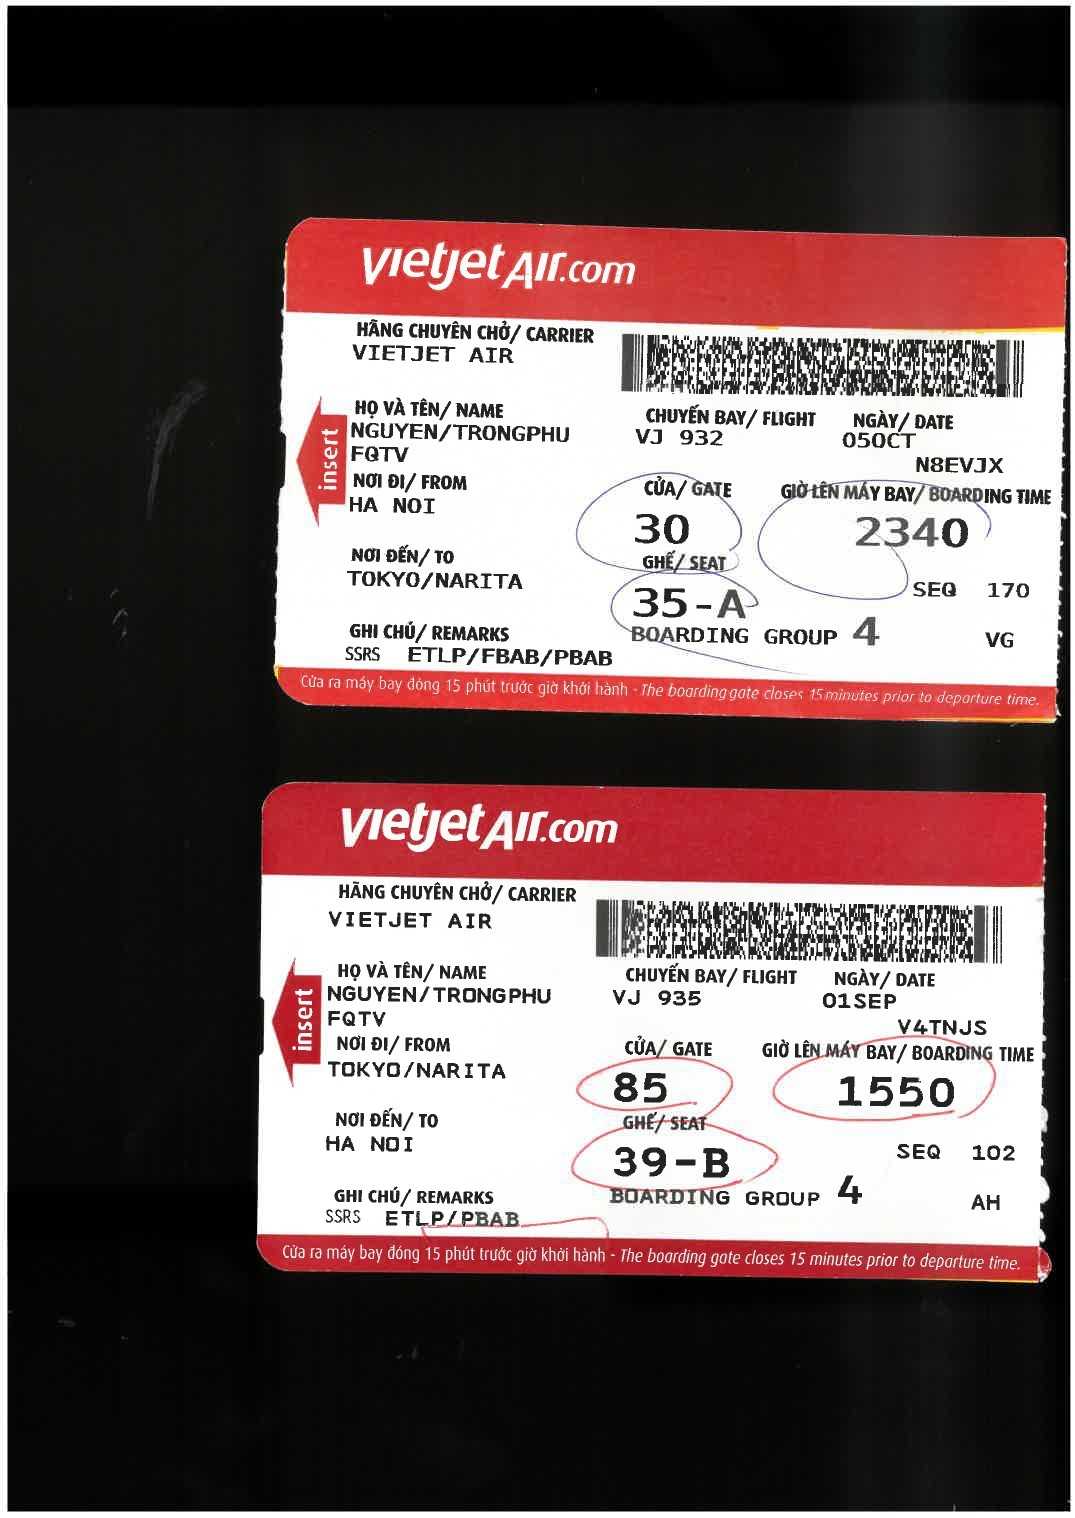 vietjetAir.com
HÃNG CHUYÊN CHỞ/ CARRIER
VIETJET AIR
HỌ VÀ TÊN/ NAME
NGUYEN/TRONGPHU
FQTV
CHUYẾN BAY/ FLIGHT
VJ 932
NGÀY/ DATE
05OCT
N8EVJX
insert
NƠI ĐI/ FROM
HA NOI
CỬA/ GATE
30
GIỜ LÊN MÁY BAY/ BOARDING TIME
2340
NƠI ĐẾN/ TO
TOKYO/NARITA
GHẾ/ SEAT
35-A
SEQ 170
BOARDING GROUP 4
VG
GHI CHÚ/ REMARKS
SSRS ETLP/FBAB/PBAB
Cửa ra máy bay đóng 15 phút trước giờ khởi hành - The boarding gate closes 15 minutes prior to departure time.
vietjetAir.com
HÃNG CHUYÊN CHỞ/ CARRIER
VIETJET AIR
HỌ VÀ TÊN/ NAME
NGUYEN/TRONGPHU
FQTV
CHUYẾN BAY/ FLIGHT
VJ 935
NGÀY/ DATE
01SEP
V4TNJS
insert
NƠI ĐI/ FROM
TOKYO/NARITA
CỬA/ GATE
85
GIỜ LÊN MÁY BAY/ BOARDING TIME
1550
NƠI ĐẾN/ TO
HA NOI
GHẾ/ SEAT
39-B
SEQ 102
BOARDING GROUP 4
AH
GHI CHÚ/ REMARKS
SSRS ETLP/PBAB
Cửa ra máy bay đóng 15 phút trước giờ khởi hành - The boarding gate closes 15 minutes prior to departure time.